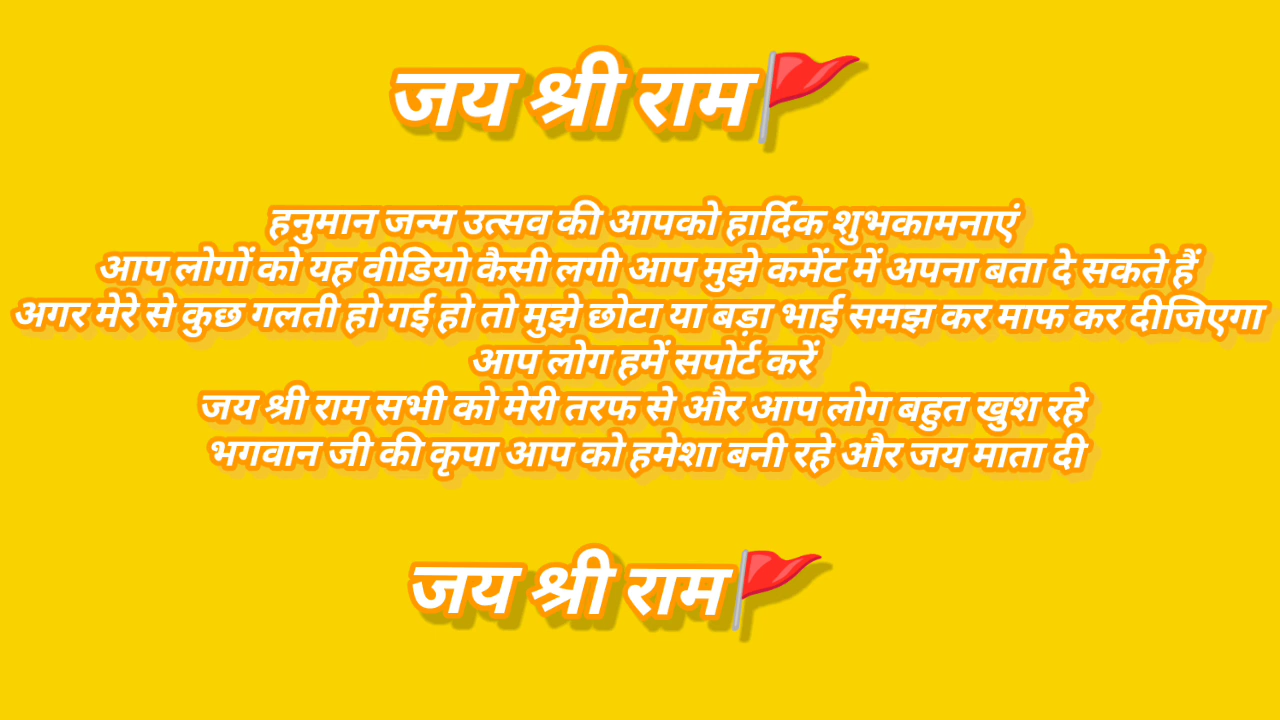 जय श्री राम🚩
हनुमान जन्म उत्सव की आपको हार्दिक शुभकामनाएं
आप लोगों को यह वीडियो कैसी लगी आप मुझे कमेंट में अपना बता दे सकते हैं
अगर मेरे से कुछ गलती हो गई हो तो मुझे छोटा या बड़ा भाई समझ कर माफ कर दीजिएगा
आप लोग हमें सपोर्ट करें
जय श्री राम सभी को मेरी तरफ से और आप लोग बहुत खुश रहे
भगवान जी की कृपा आप को हमेशा बनी रहे और जय माता दी
जय श्री राम🚩